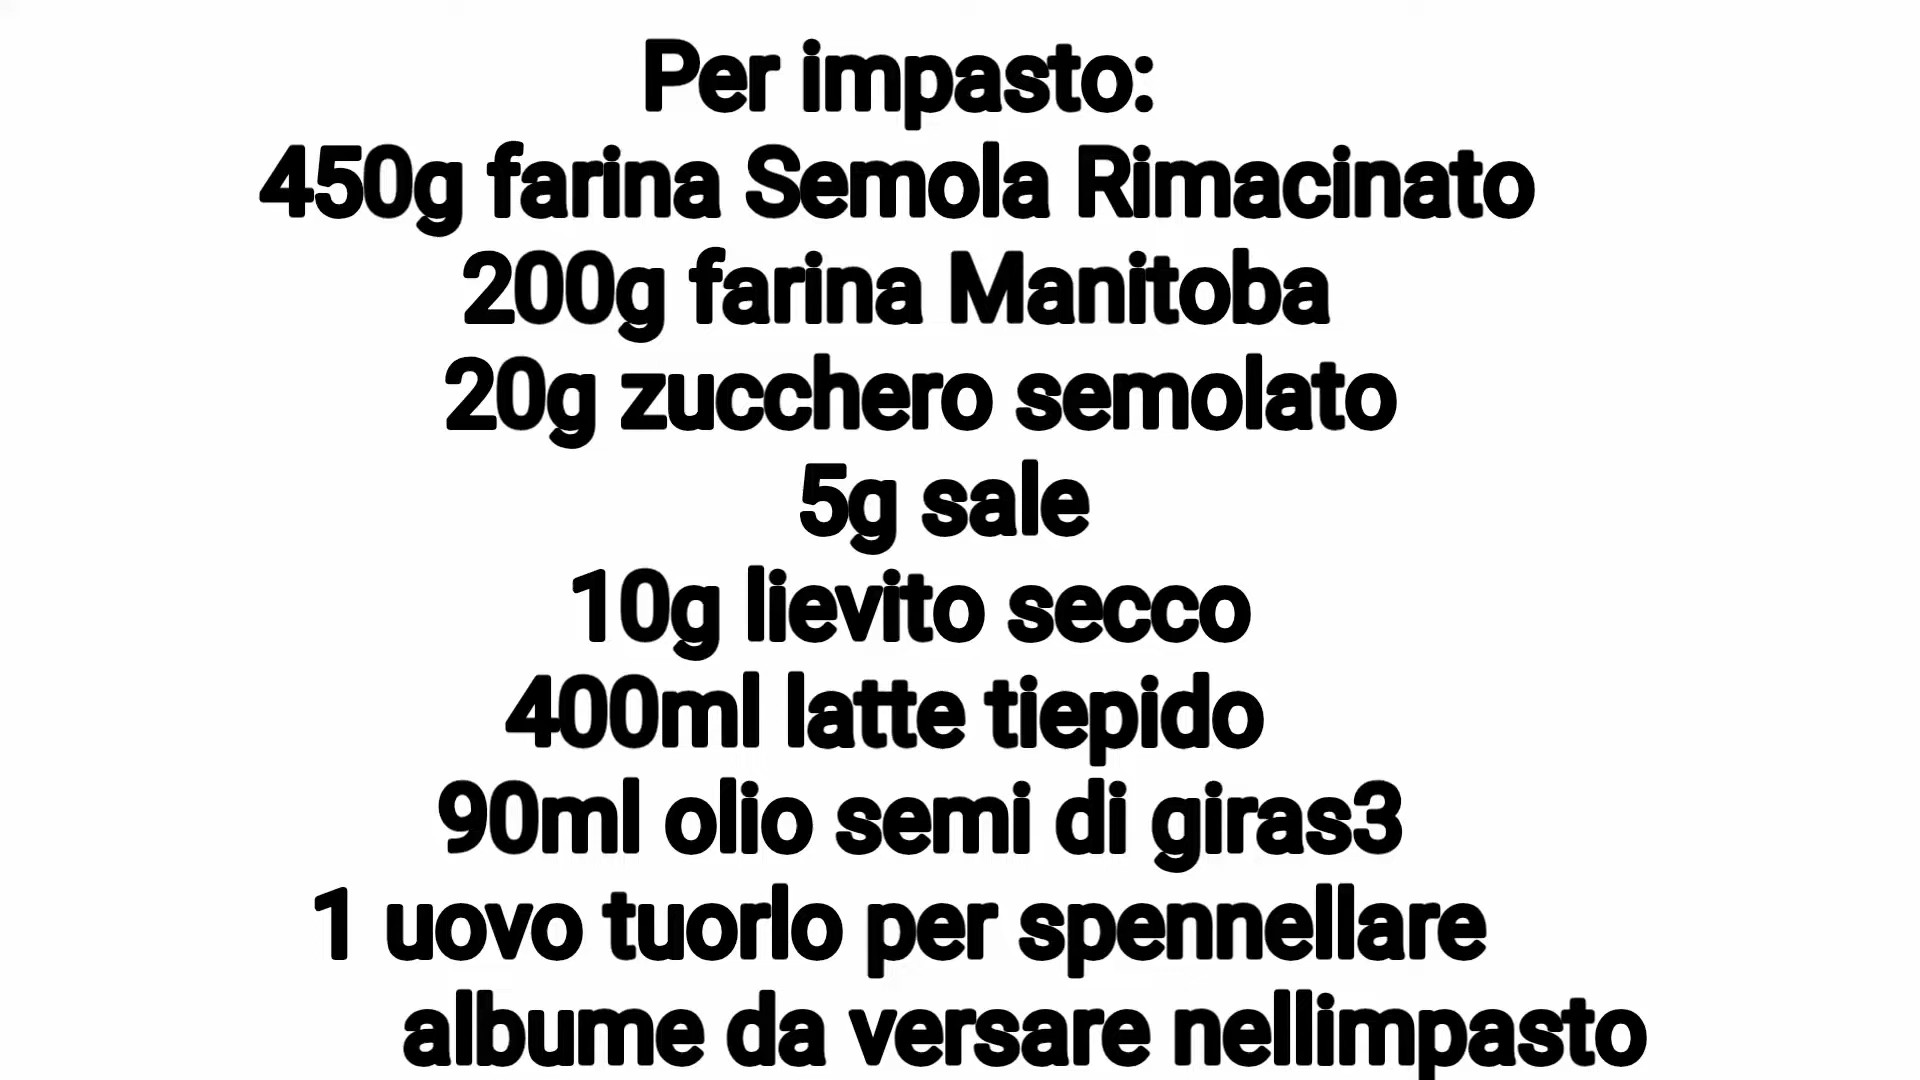 Per impasto:
450g farina Semola Rimacinato
200g farina Manitoba
20g zucchero semolato
5g sale
10g lievito secco
400ml latte tiepido
90ml olio semi di giras3
1 uovo tuorlo per spennellare
albume da versare nellimpasto